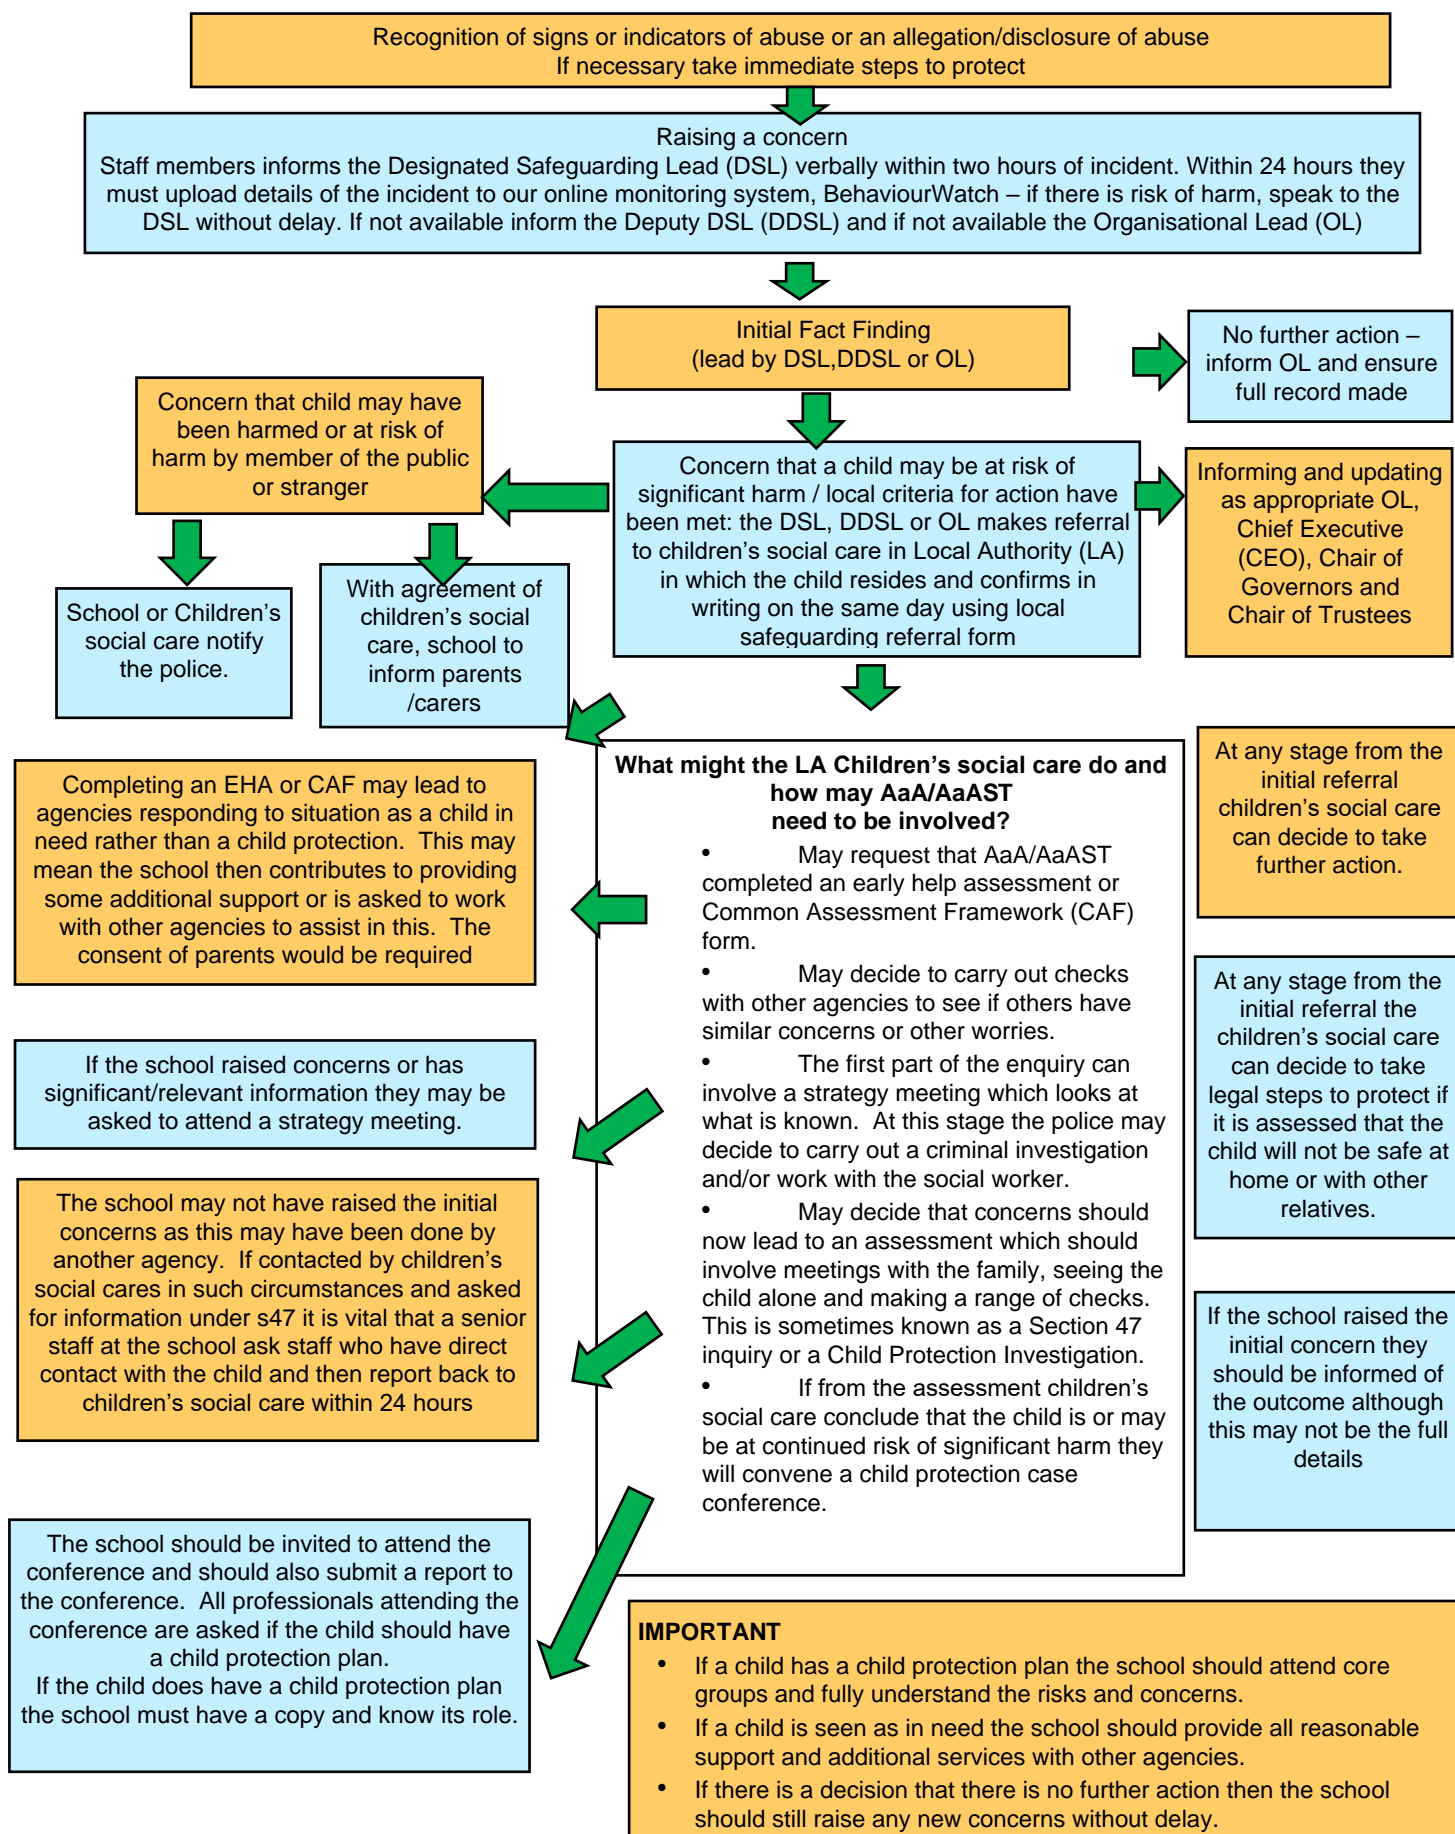 Recognition of signs or indicators of abuse or an allegation/disclosure of abuse
If necessary take immediate steps to protect
Raising a concern
Staff members informs the Designated Safeguarding Lead (DSL) verbally within two hours of incident. Within 24 hours they
must upload details of the incident to our online monitoring system, BehaviourWatch – if there is risk of harm, speak to the
DSL without delay. If not available inform the Deputy DSL (DDSL) and if not available the Organisational Lead (OL)
Initial Fact Finding
(lead by DSL,DDSL or OL)
No further action –
inform OL and ensure
full record made
Concern that child may have
been harmed or at risk of
harm by member of the public
or stranger
Concern that a child may be at risk of
significant harm / local criteria for action have
been met: the DSL, DDSL or OL makes referral
to children's social care in Local Authority (LA)
in which the child resides and confirms in
writing on the same day using local
safeguarding referral form
Informing and updating
as appropriate OL,
Chief Executive
(CEO), Chair of
Governors and
Chair of Trustees
School or Children's
social care notify
the police.
With agreement of
children's social
care, school to
inform parents
/carers
What might the LA Children's social care do and
how may AaA/AaAST
need to be involved?
• May request that AaA/AaAST
completed an early help assessment or
Common Assessment Framework (CAF)
form.
• May decide to carry out checks
with other agencies to see if others have
similar concerns or other worries.
• The first part of the enquiry can
involve a strategy meeting which looks at
what is known. At this stage the police may
decide to carry out a criminal investigation
and/or work with the social worker.
• May decide that concerns should
now lead to an assessment which should
involve meetings with the family, seeing the
child alone and making a range of checks.
This is sometimes known as a Section 47
inquiry or a Child Protection Investigation.
• If from the assessment children's
social care conclude that the child is or may
be at continued risk of significant harm they
will convene a child protection case
conference.
Completing an EHA or CAF may lead to
agencies responding to situation as a child in
need rather than a child protection. This may
mean the school then contributes to providing
some additional support or is asked to work
with other agencies to assist in this. The
consent of parents would be required
If the school raised concerns or has
significant/relevant information they may be
asked to attend a strategy meeting.
The school may not have raised the initial
concerns as this may have been done by
another agency. If contacted by children's
social cares in such circumstances and asked
for information under s47 it is vital that a senior
staff at the school ask staff who have direct
contact with the child and then report back to
children's social care within 24 hours
The school should be invited to attend the
conference and should also submit a report to
the conference. All professionals attending the
conference are asked if the child should have
a child protection plan.
If the child does have a child protection plan
the school must have a copy and know its role.
At any stage from the
initial referral
children's social care
can decide to take
further action.
At any stage from the
initial referral the
children's social care
can decide to take
legal steps to protect if
it is assessed that the
child will not be safe at
home or with other
relatives.
If the school raised the
initial concern they
should be informed of
the outcome although
this may not be the full
details
IMPORTANT
• If a child has a child protection plan the school should attend core
groups and fully understand the risks and concerns.
• If a child is seen as in need the school should provide all reasonable
support and additional services with other agencies.
• If there is a decision that there is no further action then the school
should still raise any new concerns without delay.